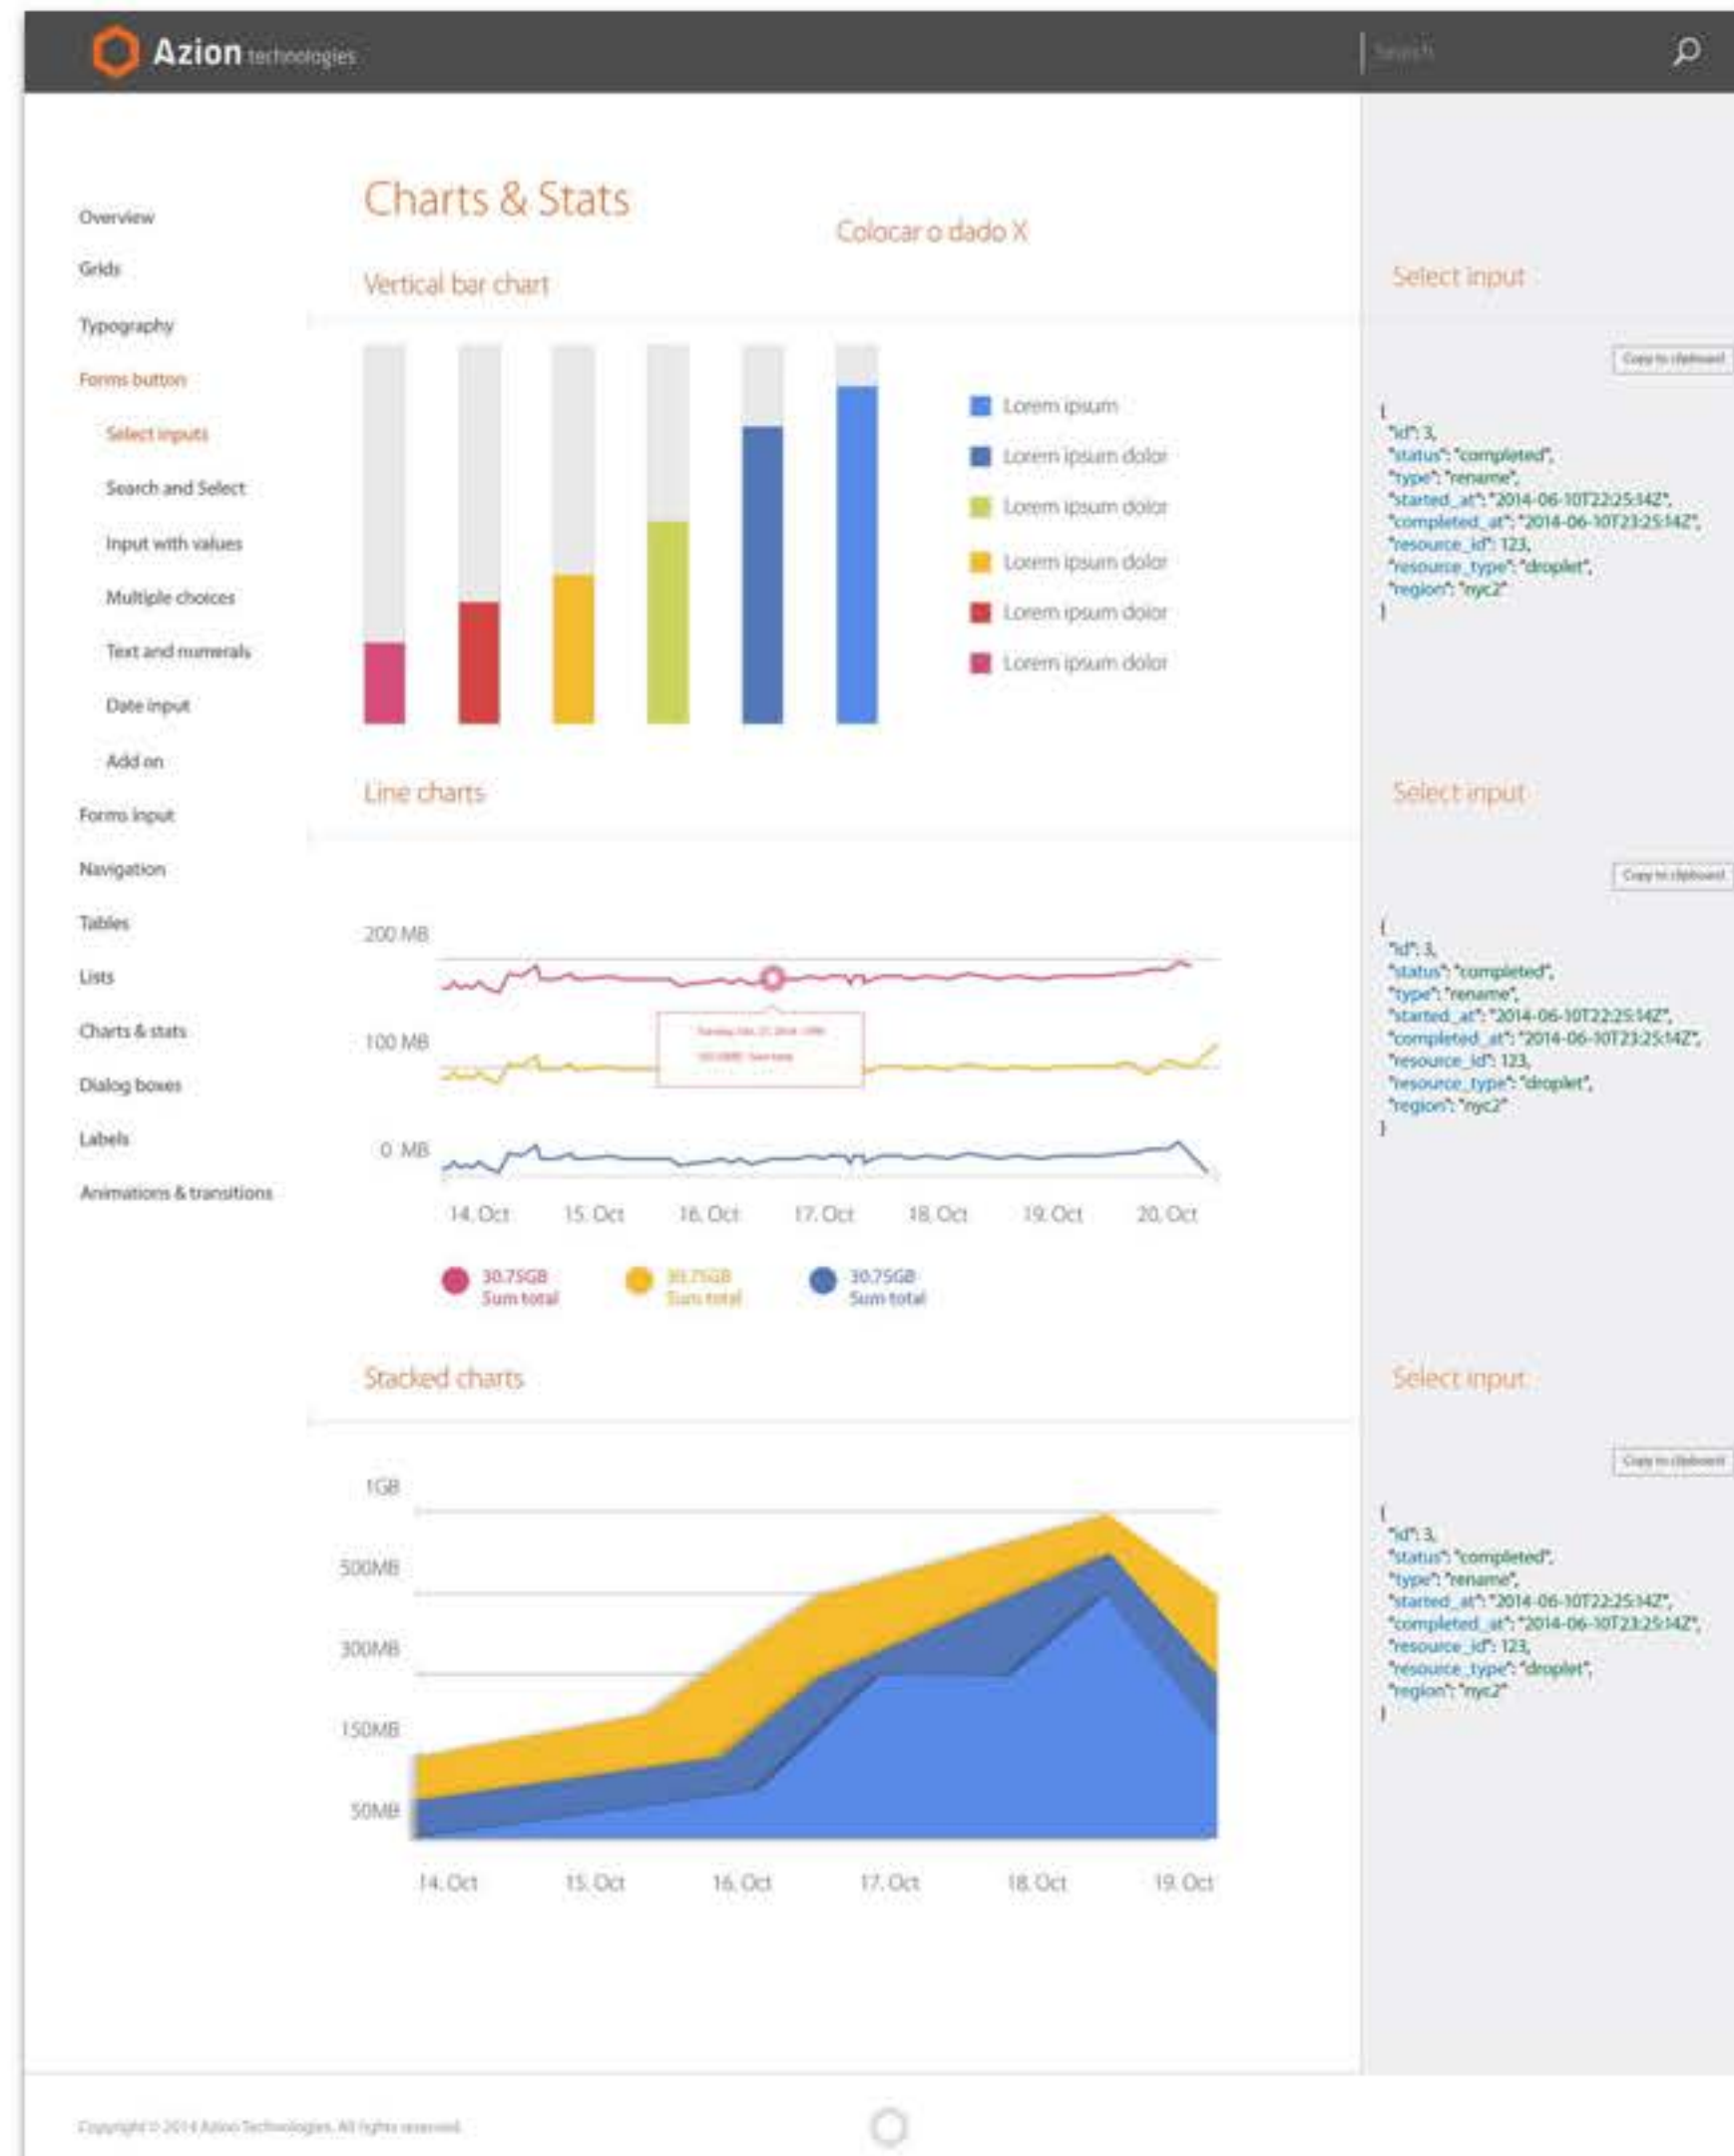 Azion technologies
Search
Overview
Grids
Typography
Forms button
Select inputs
Search and Select
Input with values
Multiple choices
Text and numerals
Date input
Add on
Forms input
Navigation
Tables
Lists
Charts & stats
Dialog boxes
Labels
Animations & transitions
Charts & Stats
Colocar o dado X
Vertical bar chart
Lorem ipsum
Lorem ipsum dolor
Lorem ipsum dolor
Lorem ipsum dolor
Lorem ipsum dolor
Lorem ipsum dolor
Select input
Copy to clipboard
{
"id": 3,
"status": "completed",
"type": "rename",
"started_at": "2014-06-10T22:25:14Z",
"completed_at": "2014-06-10T23:25:14Z",
"resource_id": 123,
"resource_type": "droplet",
"region": "nyc2"
}
Line charts
200 MB
100 MB
0 MB
14. Oct 15. Oct 16. Oct 17. Oct 18. Oct 19. Oct 20. Oct
30.75GB 30.75GB 30.75GB
Sum total Sum total Sum total
Select input
Copy to clipboard
{
"id": 3,
"status": "completed",
"type": "rename",
"started_at": "2014-06-10T22:25:14Z",
"completed_at": "2014-06-10T23:25:14Z",
"resource_id": 123,
"resource_type": "droplet",
"region": "nyc2"
}
Stacked charts
1GB
500MB
300MB
150MB
50MB
14. Oct 15. Oct 16. Oct 17. Oct 18. Oct 19. Oct
Select input
Copy to clipboard
{
"id": 3,
"status": "completed",
"type": "rename",
"started_at": "2014-06-10T22:25:14Z",
"completed_at": "2014-06-10T23:25:14Z",
"resource_id": 123,
"resource_type": "droplet",
"region": "nyc2"
}
Copyright © 2014 Azion Technologies. All rights reserved.